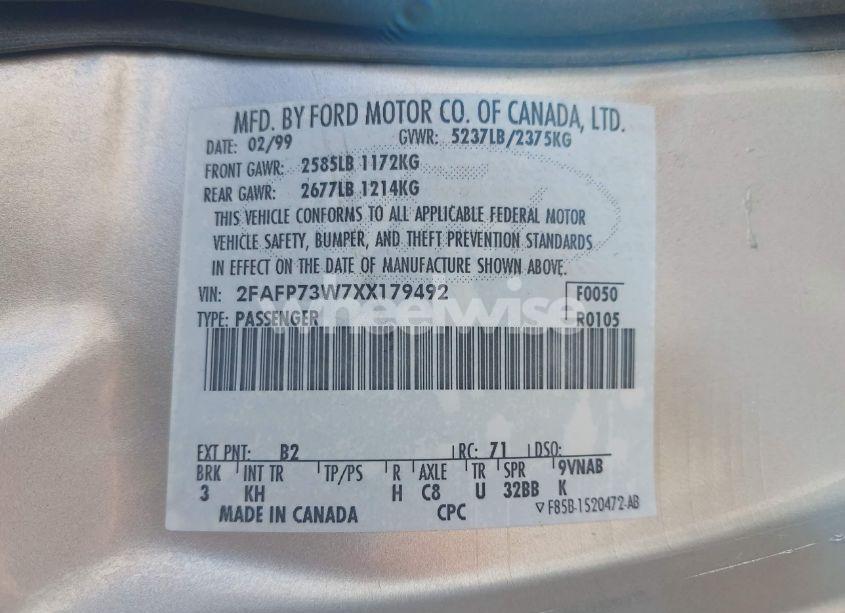 MFD. BY FORD MOTOR CO. OF CANADA, LTD.
DATE: 02/99 GVWR: 5237LB/2375KG
FRONT GAWR: 2585LB 1172KG
REAR GAWR: 2677LB 1214KG
THIS VEHICLE CONFORMS TO ALL APPLICABLE FEDERAL MOTOR
VEHICLE SAFETY, BUMPER, AND THEFT PREVENTION STANDARDS
IN EFFECT ON THE DATE OF MANUFACTURE SHOWN ABOVE.
VIN: 2FAFP73W7XX179492 F0050
TYPE: PASSENGER R0105
wheelwise
EXT PNT: B2 RC: 71 DSO:
BRK INT TR TP/PS R AXLE TR SPR 9VNAB
3 KH H C8 U 32BB K
MADE IN CANADA CPC ▽F85B-1520472-AB